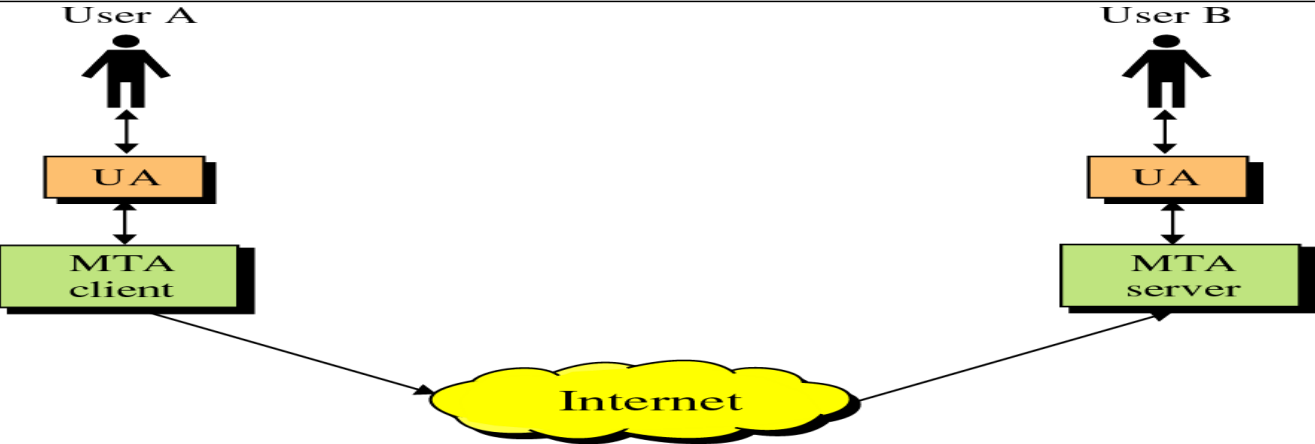 User A
User B
UA
UA
MTA
client
MTA
server
Internet